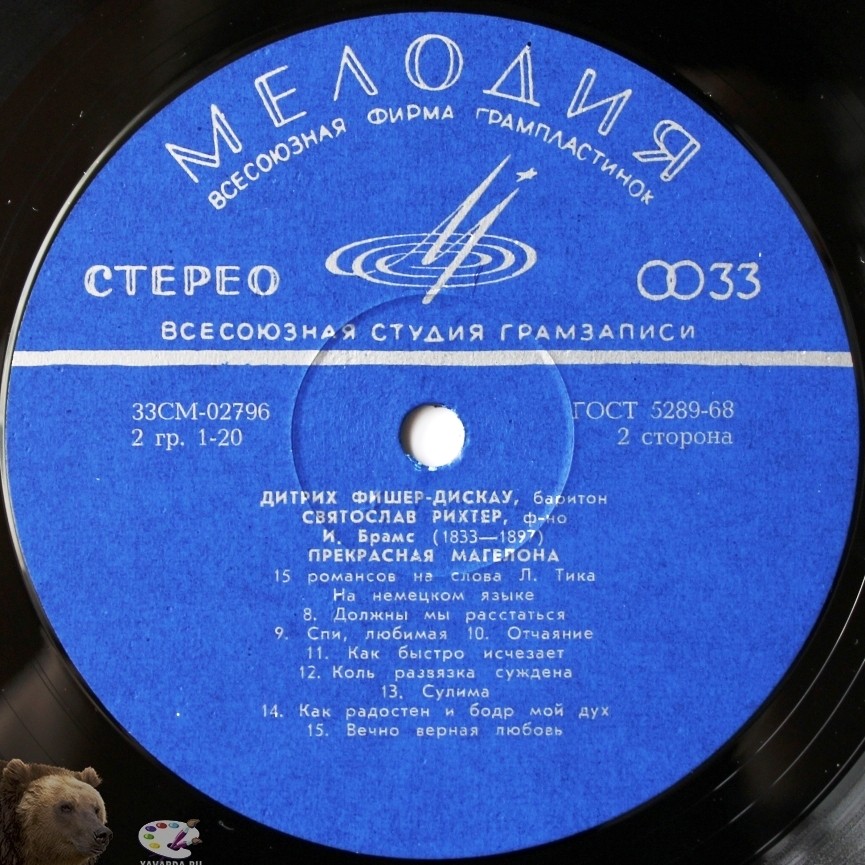 МЕЛОДИЯ
ВСЕСОЮЗНАЯ ФИРМА ГРАМПЛАСТИНОК
СТЕРЕО
33
ВСЕСОЮЗНАЯ СТУДИЯ ГРАМЗАПИСИ
33СМ-02796
ГОСТ 5289-68
2 гр. 1-20
2 сторона
ДИТРИХ ФИШЕР-ДИСКАУ, баритон
СВЯТОСЛАВ РИХТЕР, ф-но
И. Брамс (1833—1897)
ПРЕКРАСНАЯ МАГЕЛОНА
15 романсов на слова Л. Тика
На немецком языке
8. Должны мы расстаться
9. Спи, любимая 10. Отчаяние
11. Как быстро исчезает
12. Коль развязка суждена
13. Сулима
14. Как радостен и бодр мой дух
15. Вечно верная любовь